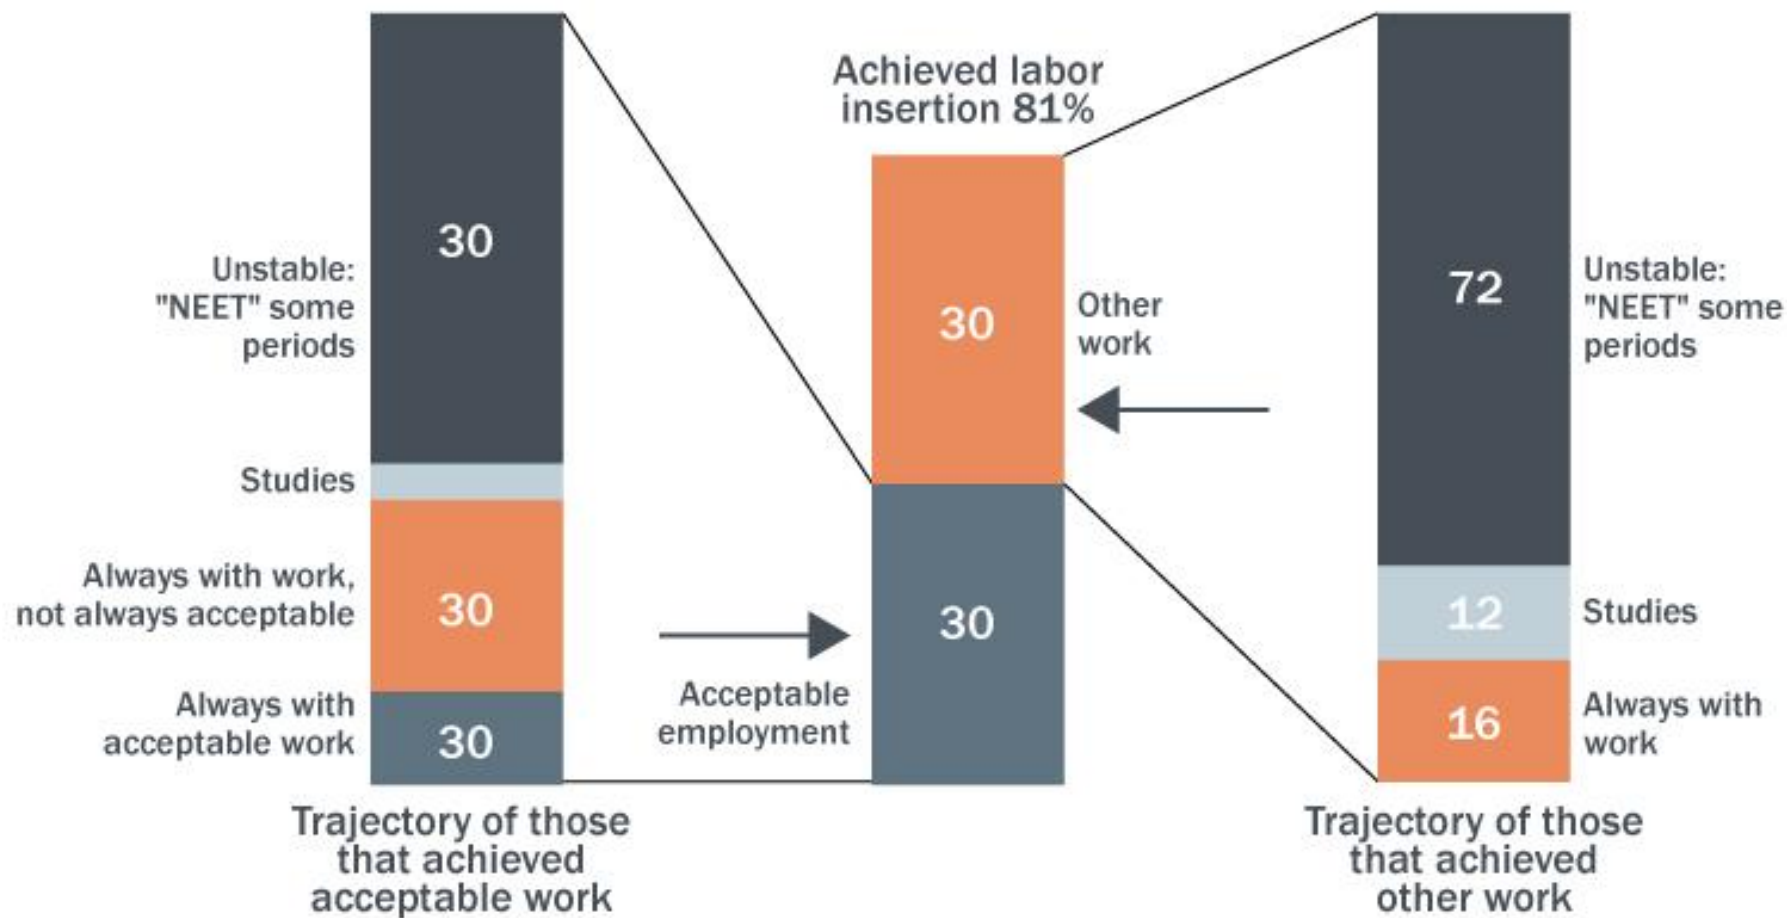 30
Unstable:
"NEET" some
periods
Studies
Always with work,
not always acceptable
30
Always with
acceptable work
30
Trajectory of those
that achieved
acceptable work
Achieved labor
insertion 81%
30
Other
work
30
Acceptable
employment
72
Unstable:
"NEET" some
periods
12
Studies
16
Always with
work
Trajectory of those
that achieved
other work